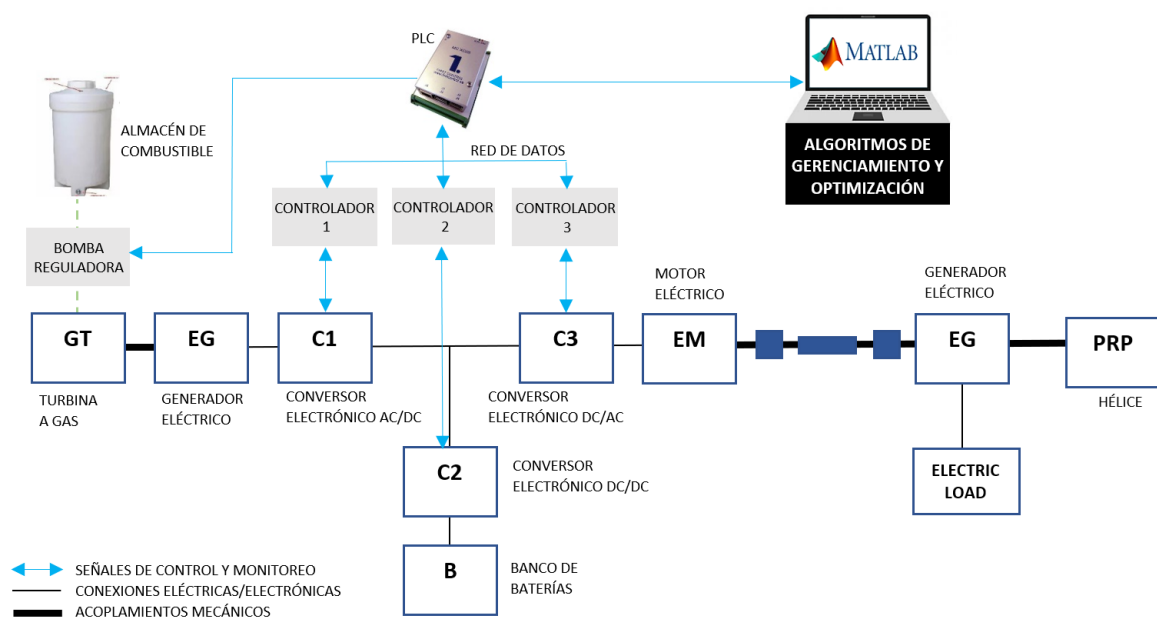 PLC
MATLAB
ALMACÉN DE
COMBUSTIBLE
ALGORITMOS DE
GERENCIAMIENTO Y
OPTIMIZACIÓN
RED DE DATOS
CONTROLADOR
1
CONTROLADOR
2
CONTROLADOR
3
BOMBA
REGULADORA
MOTOR
ELÉCTRICO
GENERADOR
ELÉCTRICO
GT
EG
C1
C3
EM
EG
PRP
TURBINA
A GAS
GENERADOR
ELÉCTRICO
CONVERSOR
ELECTRÓNICO AC/DC
CONVERSOR
ELECTRÓNICO DC/AC
HÉLICE
C2
CONVERSOR
ELECTRÓNICO DC/DC
ELECTRIC
LOAD
B
BANCO DE
BATERÍAS
SEÑALES DE CONTROL Y MONITOREO
CONEXIONES ELÉCTRICAS/ELECTRÓNICAS
ACOPLAMIENTOS MECÁNICOS